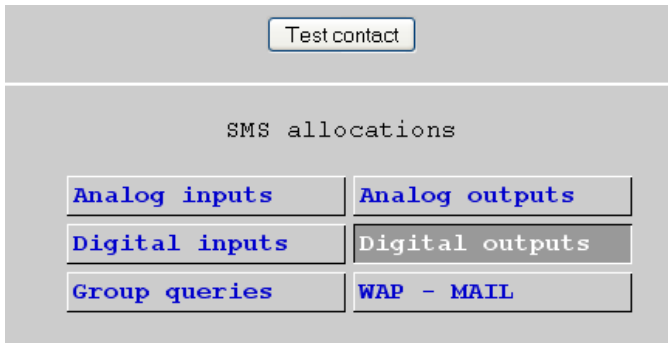 Test contact
SMS allocations
Analog inputs Analog outputs
Digital inputs Digital outputs
Group queries WAP - MAIL